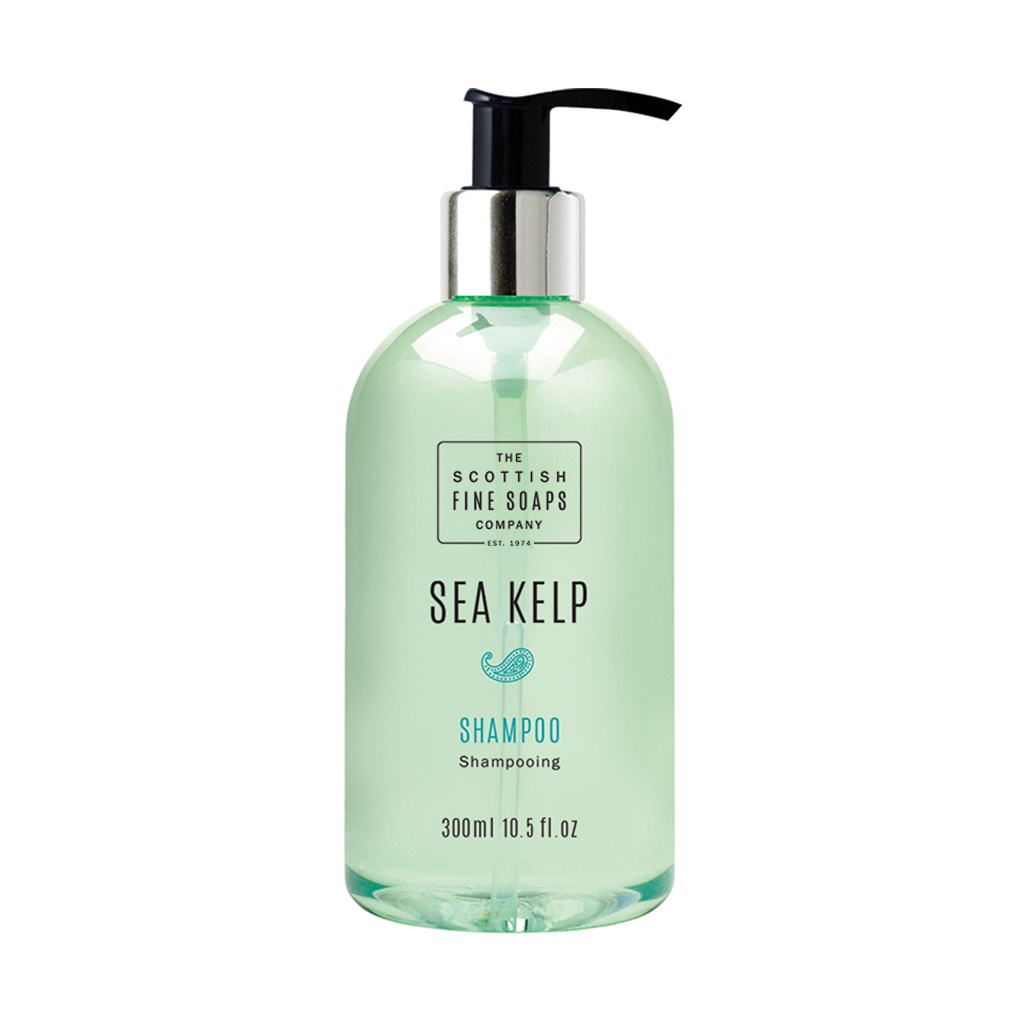 THE
SCOTTISH
FINE SOAPS
COMPANY
EST. 1974
SEA KELP
SHAMPOO
Shampooing
300ml 10.5 fl.oz